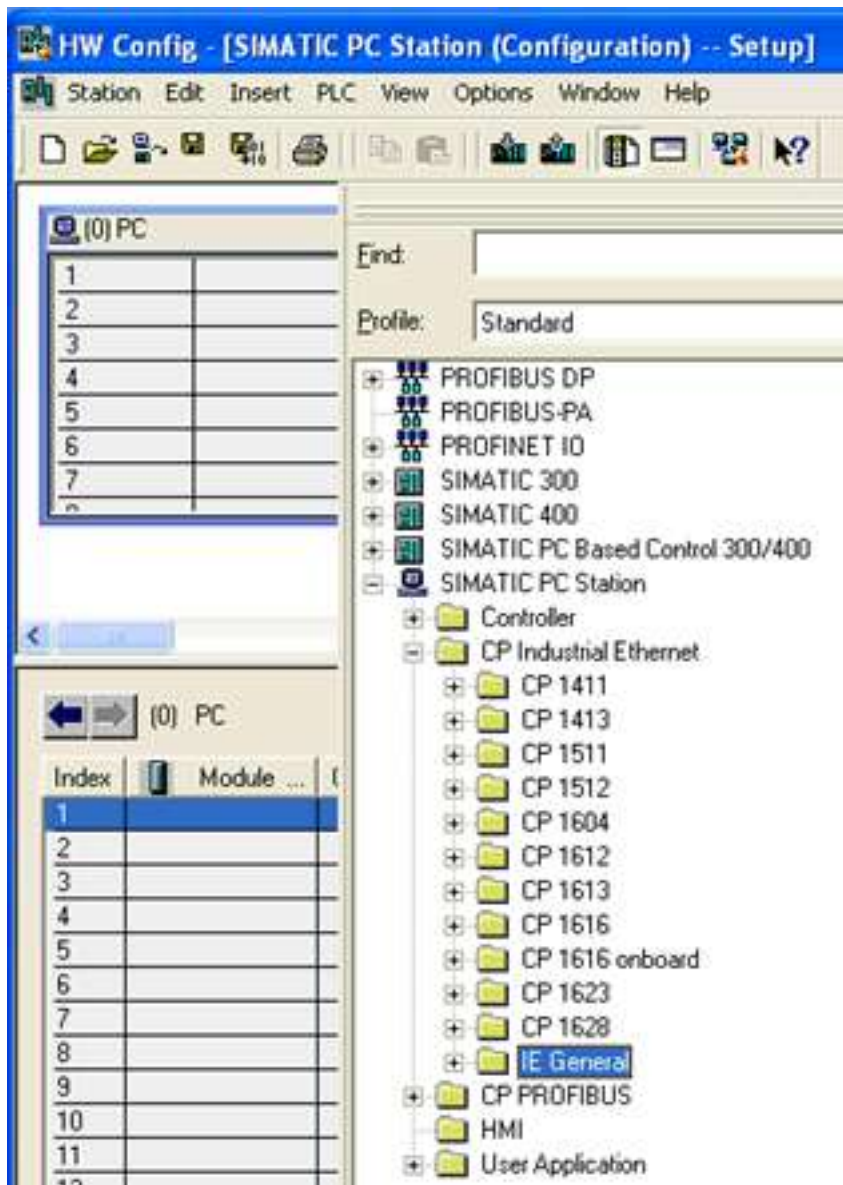 HW Config - [SIMATIC PC Station (Configuration) -- Setup]
Station Edit Insert PLC View Options Window Help
(0) PC
1
2
3
4
5
6
7
Find:
Profile: Standard
PROFIBUS DP
PROFIBUS-PA
PROFINET IO
SIMATIC 300
SIMATIC 400
SIMATIC PC Based Control 300/400
SIMATIC PC Station
Controller
CP Industrial Ethernet
CP 1411
CP 1413
CP 1511
CP 1512
CP 1604
CP 1612
CP 1613
CP 1616
CP 1616 onboard
CP 1623
CP 1628
IE General
CP PROFIBUS
HMI
User Application
(0) PC
Index Module ...
1
2
3
4
5
6
7
8
9
10
11